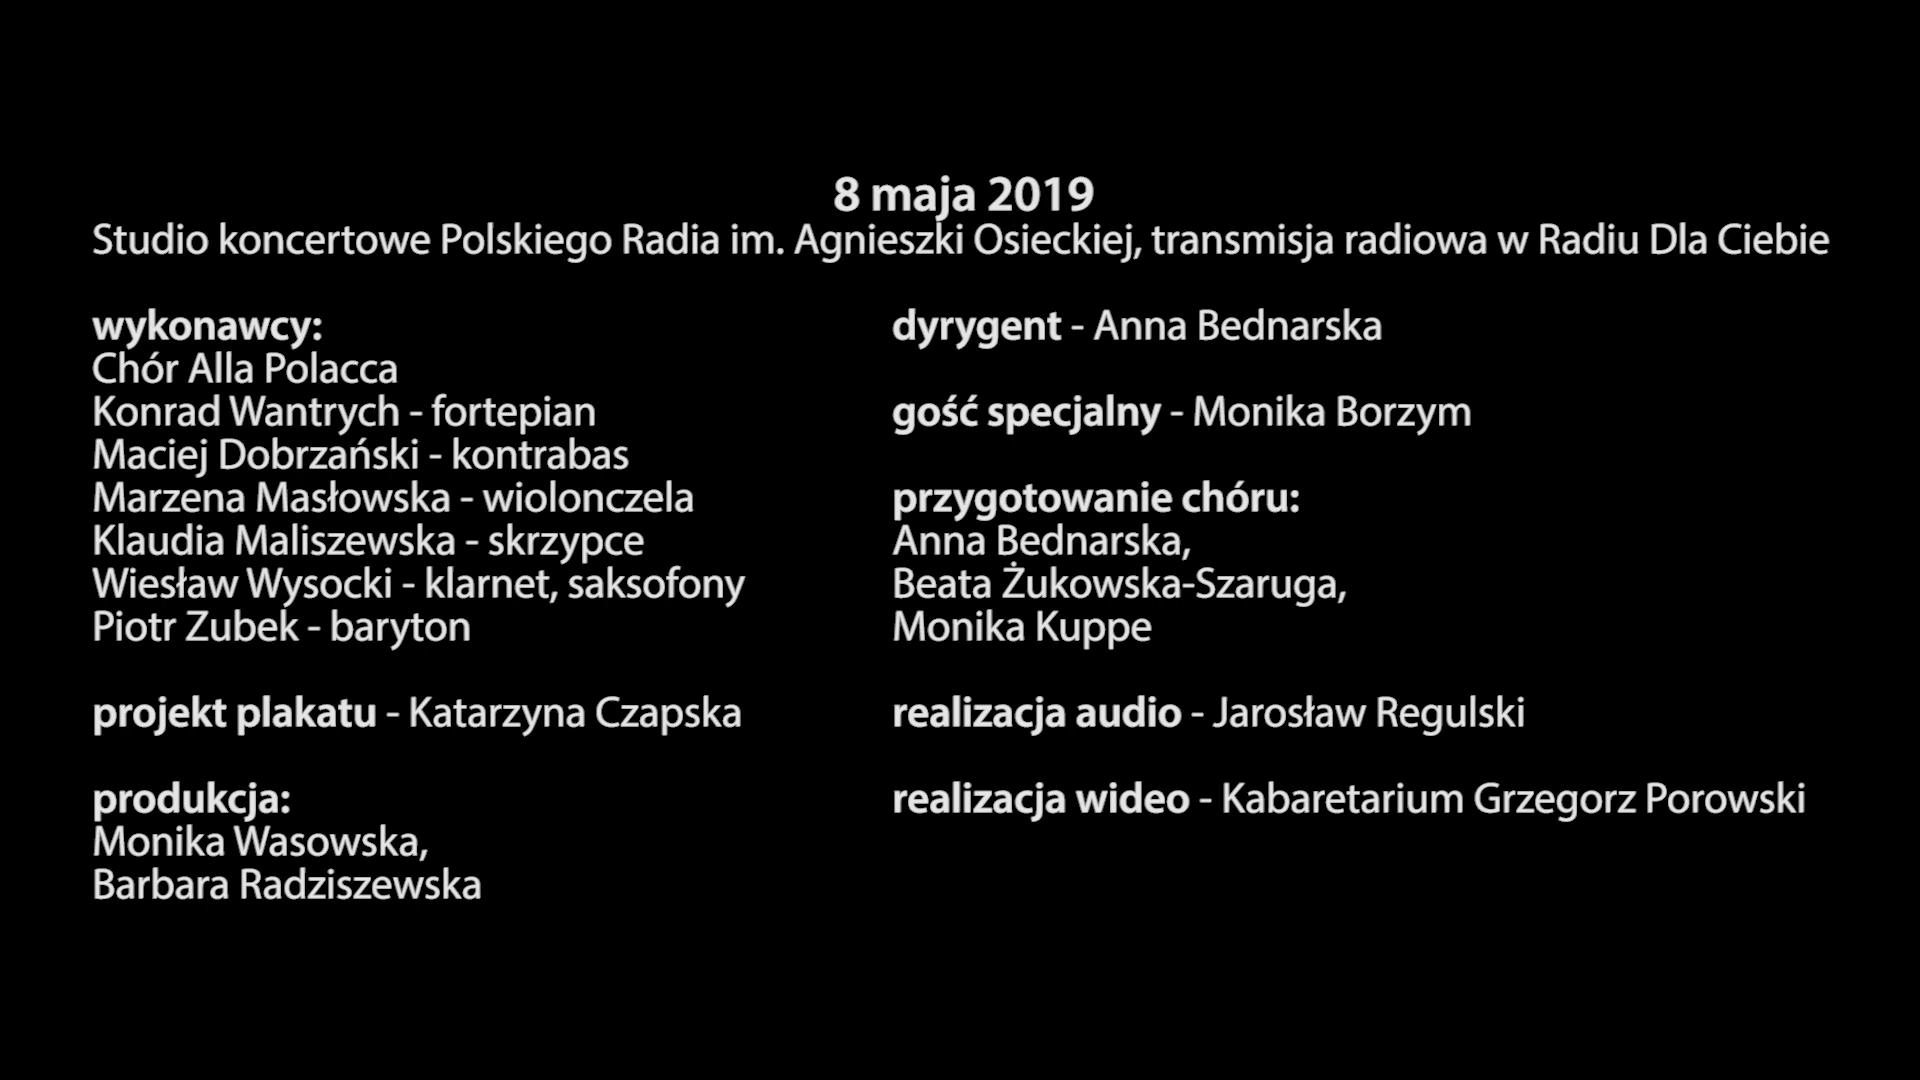 8 maja 2019
Studio koncertowe Polskiego Radia im. Agnieszki Osieckiej, transmisja radiowa w Radiu Dla Ciebie
wykonawcy:
Chór Alla Polacca
Konrad Wantrych - fortepian
Maciej Dobrzański - kontrabas
Marzena Masłowska - wiolonczela
Klaudia Maliszewska - skrzypce
Wiesław Wysocki - klarnet, saksofony
Piotr Zubek - baryton
projekt plakatu - Katarzyna Czapska
produkcja:
Monika Wasowska,
Barbara Radziszewska
dyrygent - Anna Bednarska
gość specjalny - Monika Borzym
przygotowanie chóru:
Anna Bednarska,
Beata Żukowska-Szaruga,
Monika Kuppe
realizacja audio - Jarosław Regulski
realizacja wideo - Kabaretarium Grzegorz Porowski